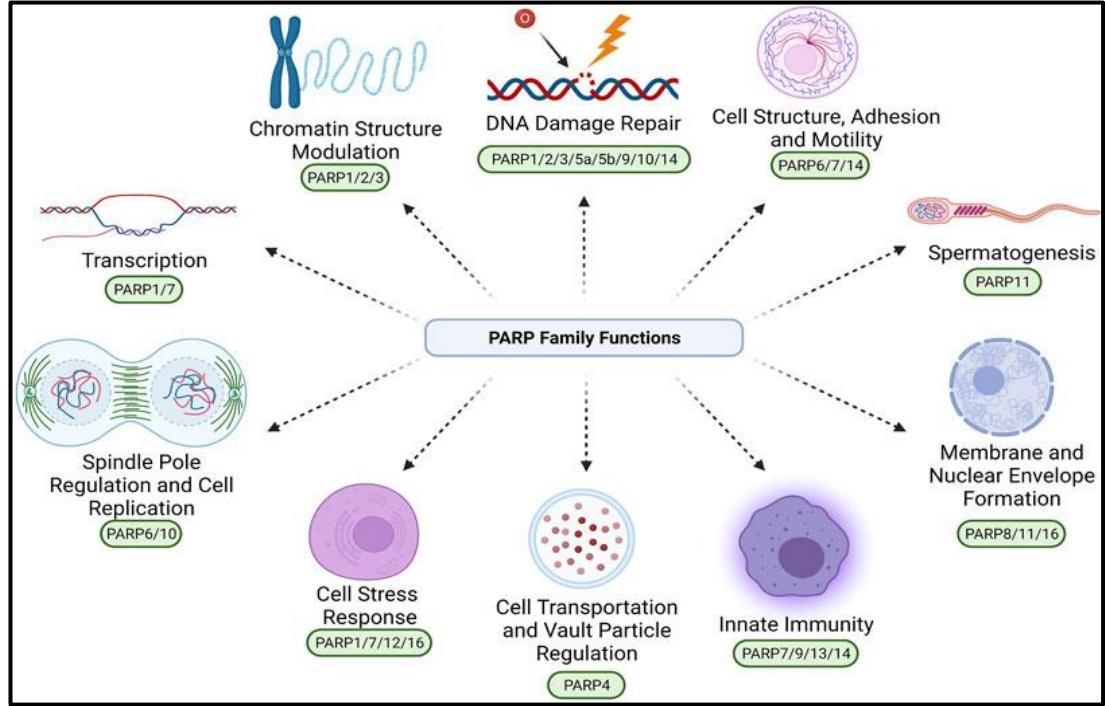 Chromatin Structure
Modulation
PARP1/2/3
O
DNA Damage Repair
PARP1/2/3/5a/5b/9/10/14
Cell Structure, Adhesion
and Motility
PARP6/7/14
Transcription
PARP1/7
Spermatogenesis
PARP11
PARP Family Functions
Spindle Pole
Regulation and Cell
Replication
PARP6/10
Membrane and
Nuclear Envelope
Formation
PARP8/11/16
Cell Stress
Response
PARP1/7/12/16
Cell Transportation
and Vault Particle
Regulation
PARP4
Innate Immunity
PARP7/9/13/14